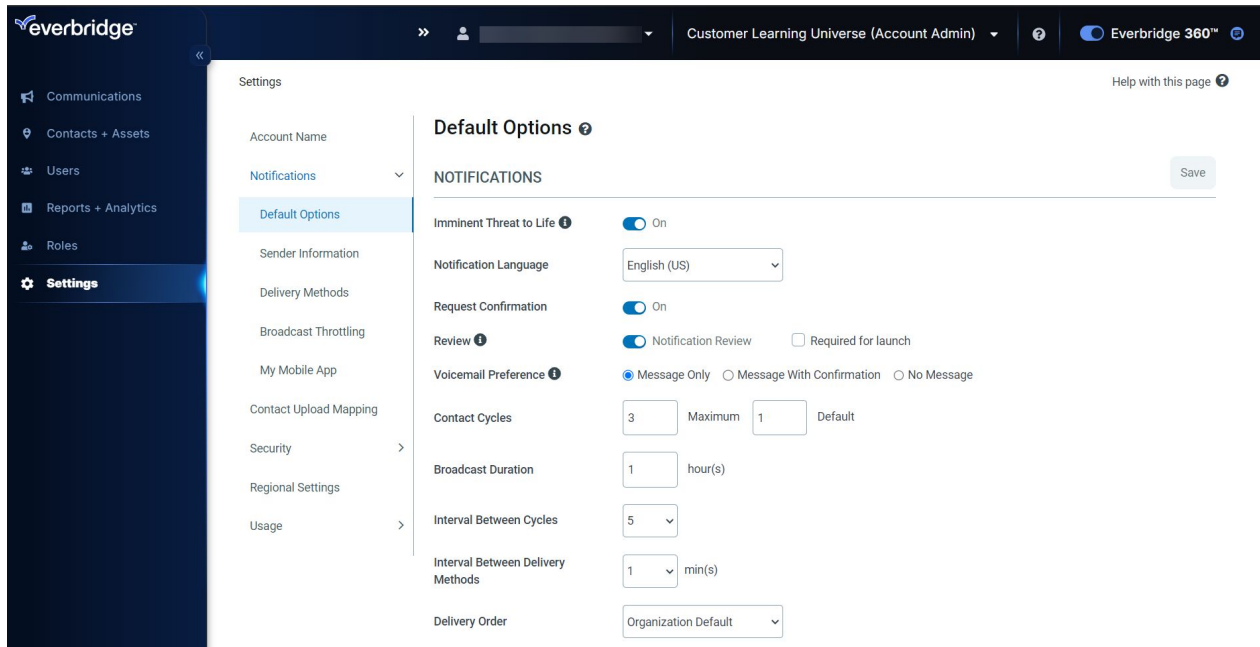 everbridge™
Customer Learning Universe (Account Admin)
Everbridge 360™
Communications
Contacts + Assets
Users
Reports + Analytics
Roles
Settings
Settings
Help with this page
Account Name
Notifications
Default Options
Sender Information
Delivery Methods
Broadcast Throttling
My Mobile App
Contact Upload Mapping
Security
Regional Settings
Usage
Default Options
NOTIFICATIONS
Save
Imminent Threat to Life On
Notification Language English (US)
Request Confirmation On
Review Notification Review Required for launch
Voicemail Preference Message Only Message With Confirmation No Message
Contact Cycles 3 Maximum 1 Default
Broadcast Duration 1 hour(s)
Interval Between Cycles 5
Interval Between Delivery
Methods 1 min(s)
Delivery Order Organization Default